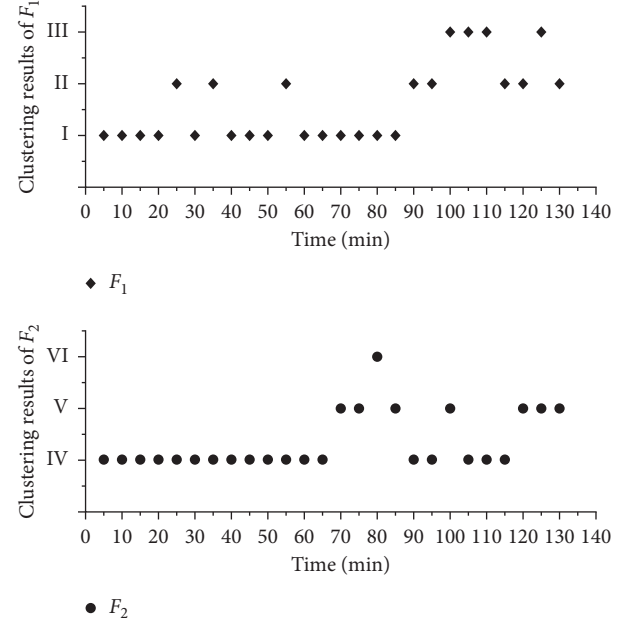 Clustering results of F1
III
II
I
0 10 20 30 40 50 60 70 80 90 100 110 120 130 140
Time (min)
F1
Clustering results of F2
VI
V
IV
0 10 20 30 40 50 60 70 80 90 100 110 120 130 140
Time (min)
F2